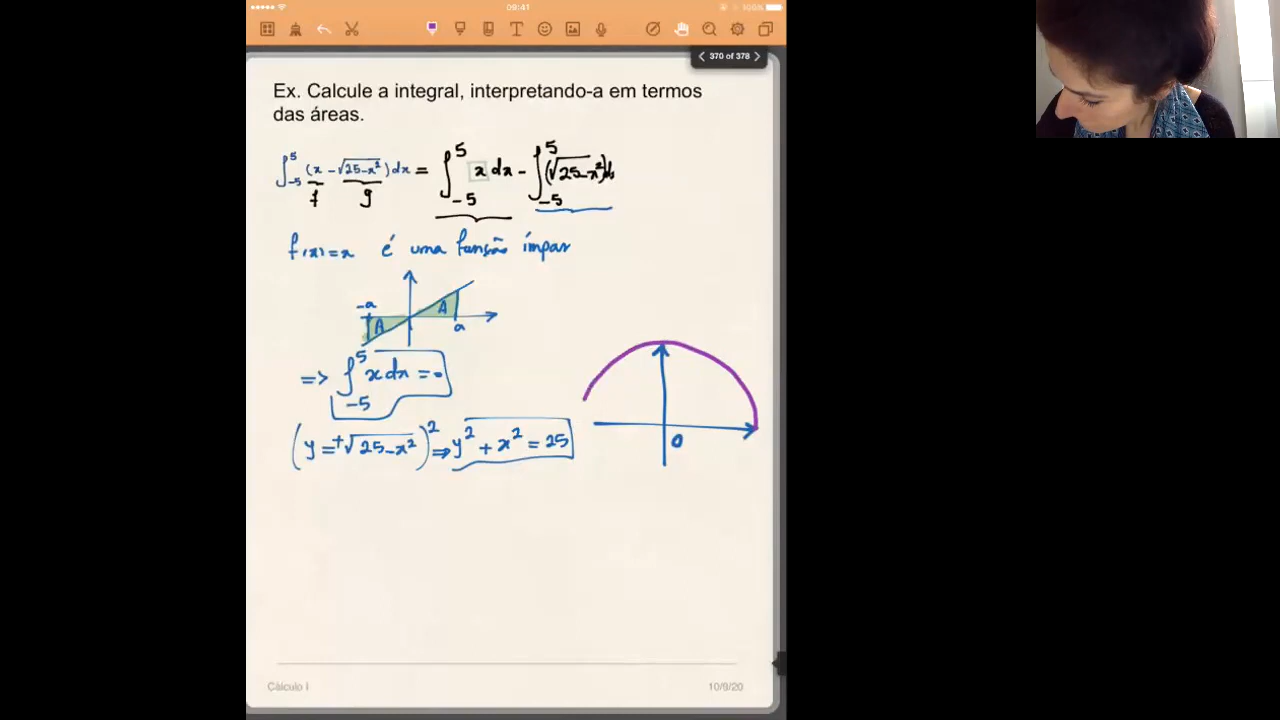 09:41
100%
370 of 378
Ex. Calcule a integral, interpretando-a em termos
das áreas.
∫₋₅⁵ (x - √25-x²) dx = ∫₋₅⁵ x dx - ∫₋₅⁵ (√25-x²) dx
f g
f(x) = x é uma função ímpar
-a A A a
=> ∫₋₅⁵ x dx = 0
(y = +√25-x²)² => y² + x² = 25
0
Cálculo I
10/9/20